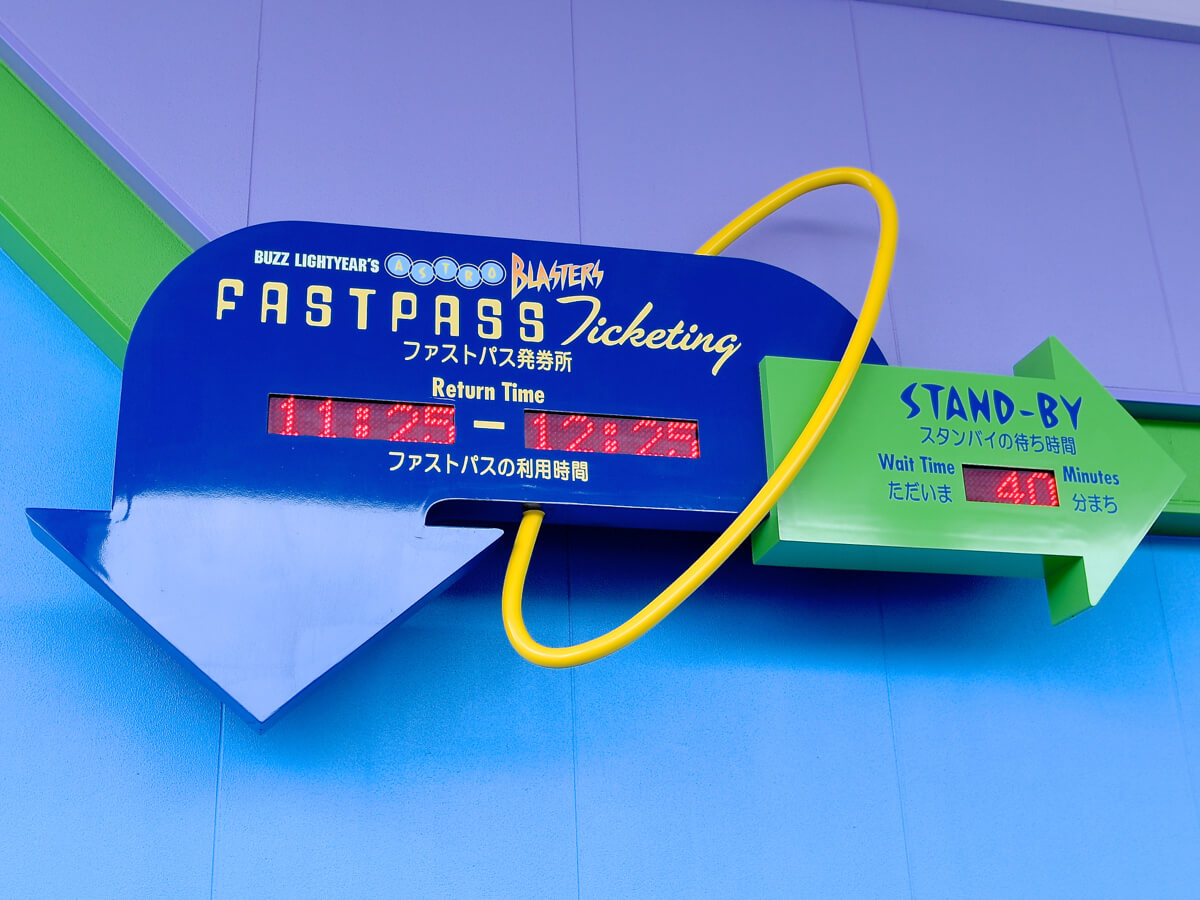 BUZZ LIGHTYEAR'S ASTRO BLASTERS
FASTPASS Ticketing
ファストパス発券所
Return Time
11:25 – 12:25
ファストパスの利用時間
STAND-BY
スタンバイの待ち時間
Wait Time 40 Minutes
ただいま 分まち